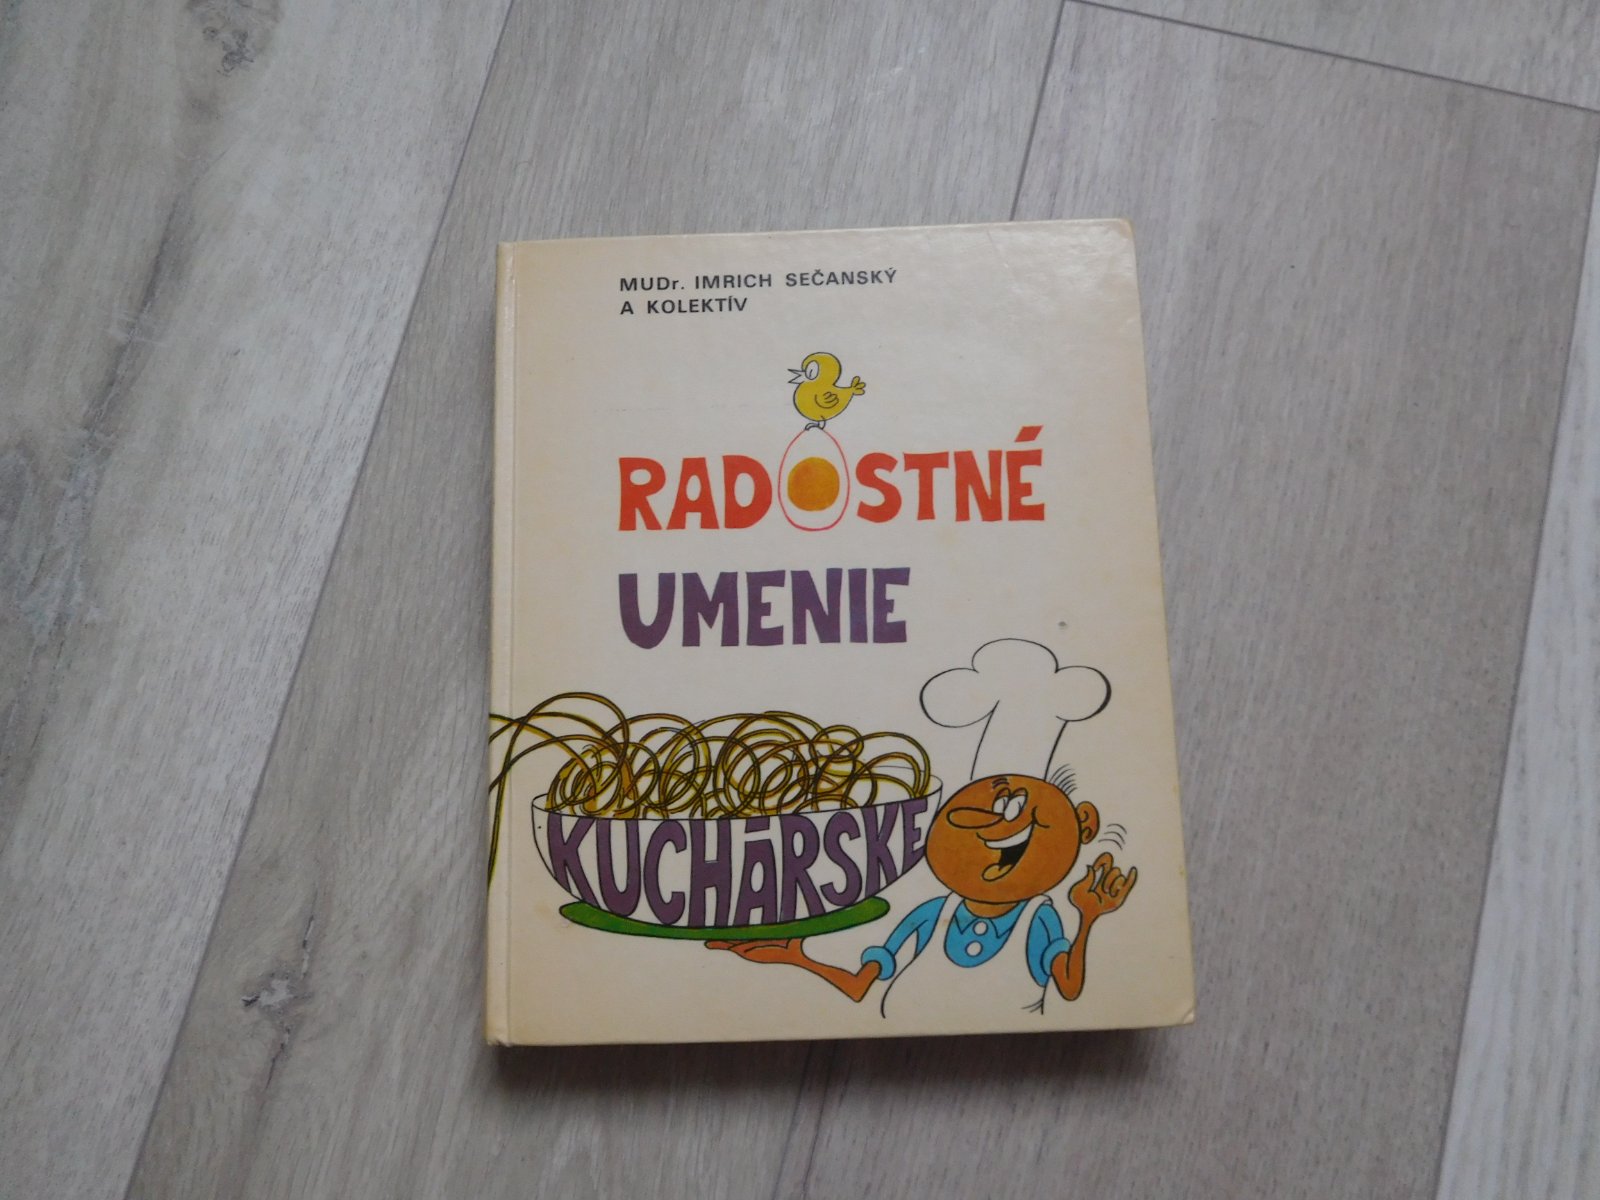 MUDr. IMRICH SEČANSKÝ
A KOLEKTÍV
RADOSTNÉ
UMENIE
KUCHÁRSKE